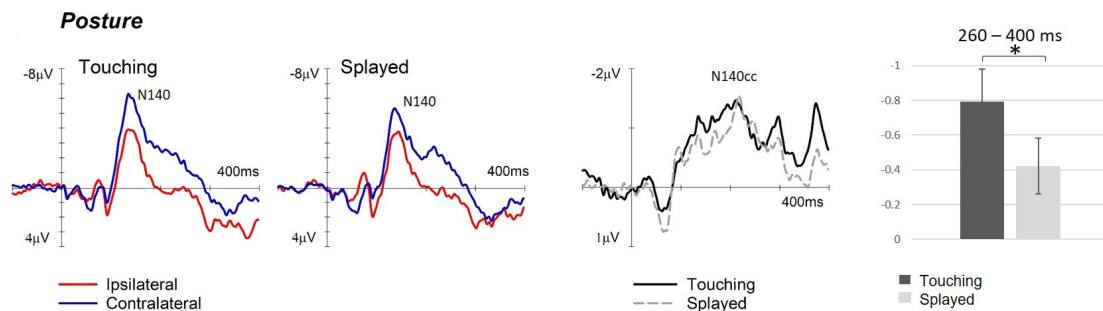 Posture
-8μV
Touching
N140
400ms
4μV
-8μV
Splayed
N140
400ms
4μV
Ipsilateral
Contralateral
-2μV
N140cc
400ms
1μV
Touching
Splayed
260 – 400 ms
*
-1
-0.8
-0.6
-0.4
-0.2
0
Touching
Splayed